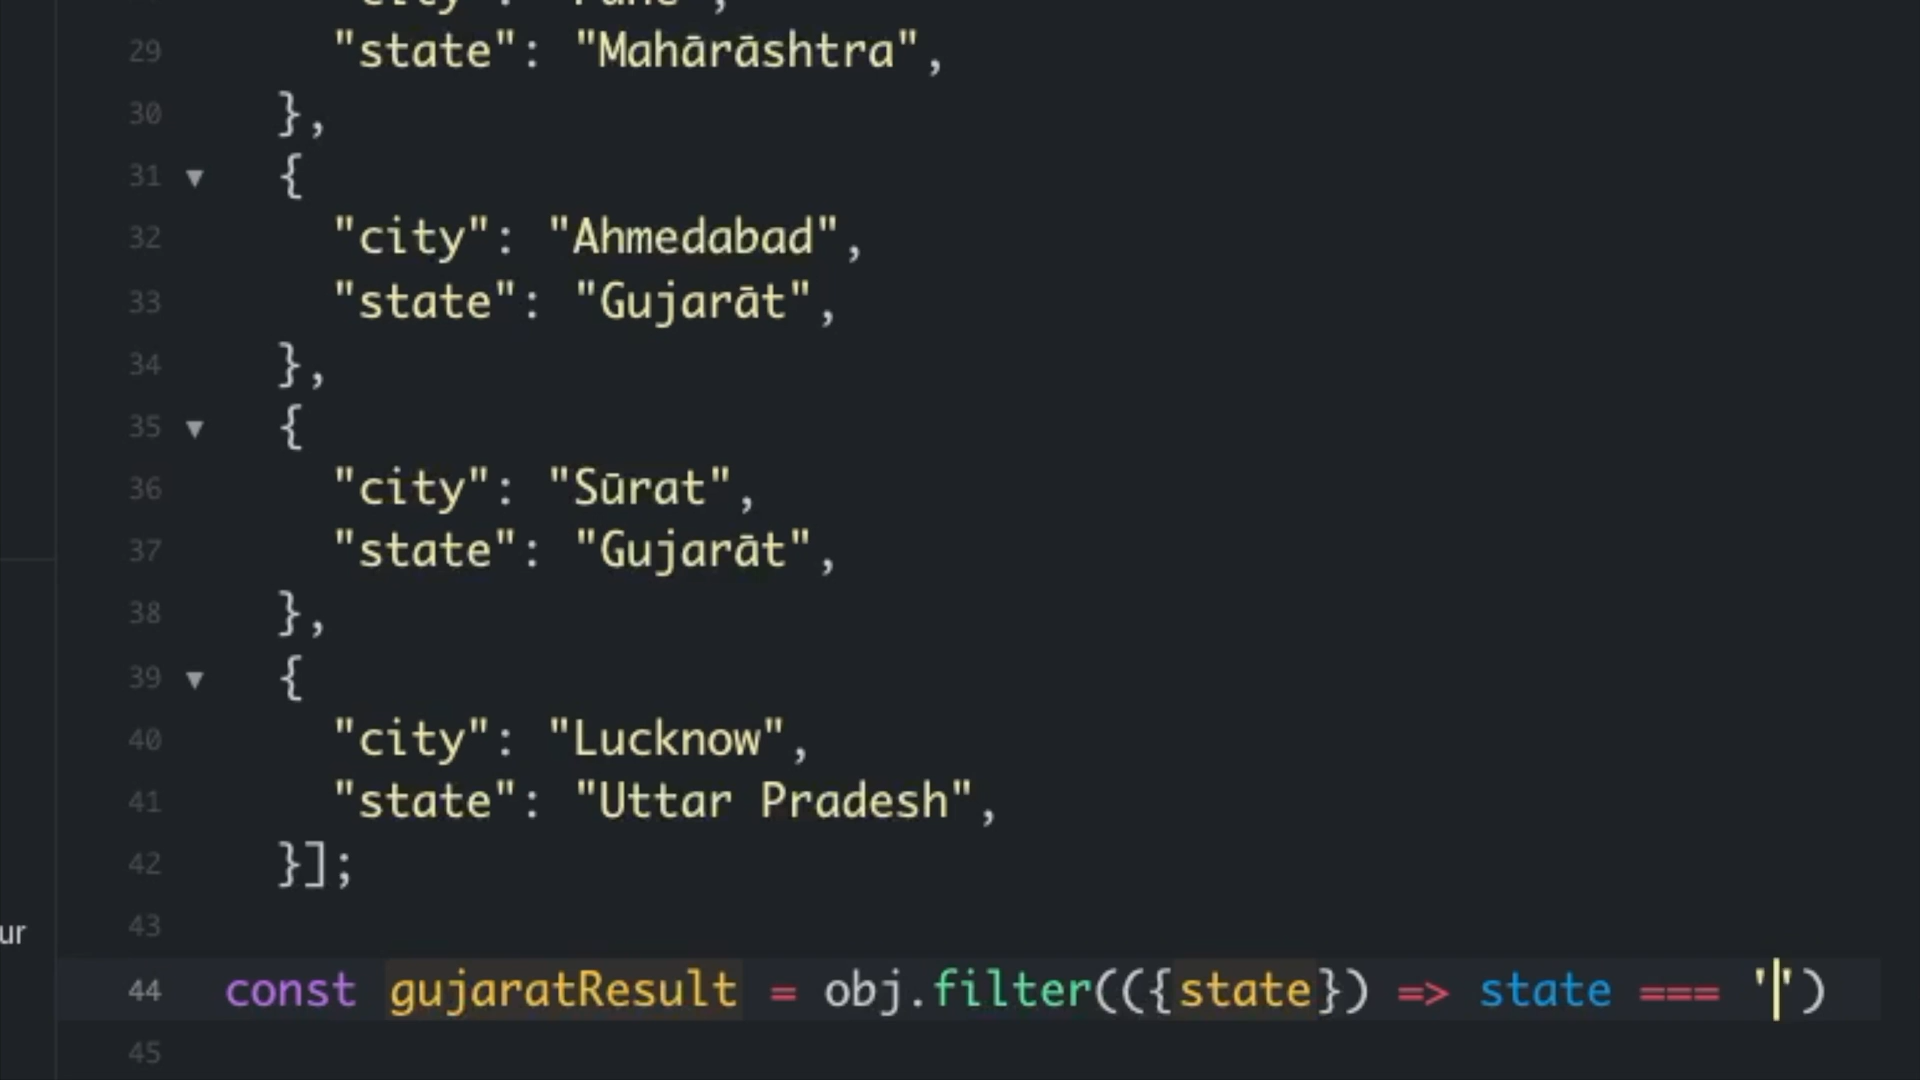 29 "state": "Mahārāshtra",
30 },
31 ▼ {
32 "city": "Ahmedabad",
33 "state": "Gujarāt",
34 },
35 ▼ {
36 "city": "Sūrat",
37 "state": "Gujarāt",
38 },
39 ▼ {
40 "city": "Lucknow",
41 "state": "Uttar Pradesh",
42 }];
43
ur
44 const gujaratResult = obj.filter(({state}) => state === '')
45